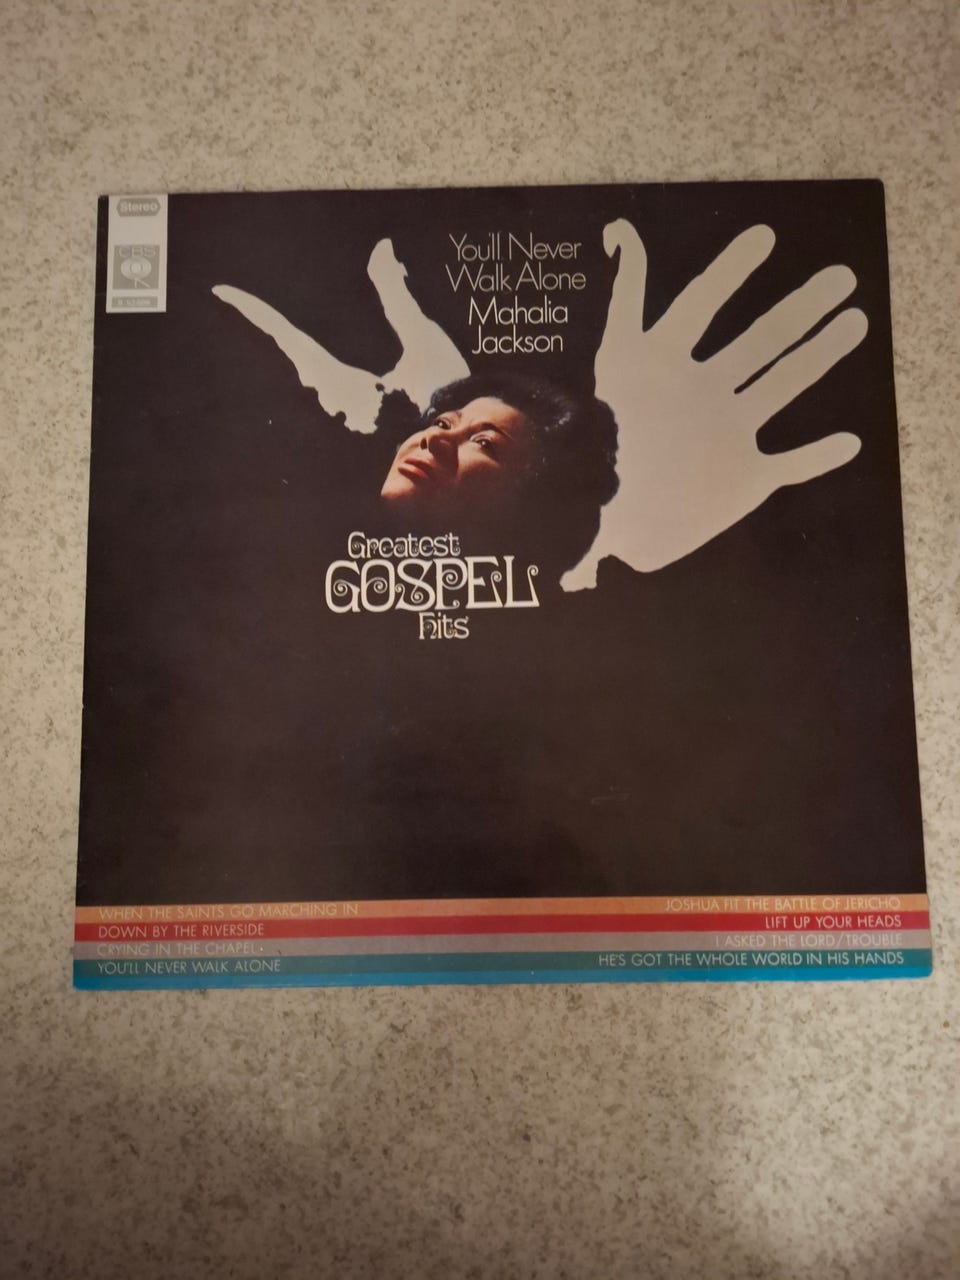 Stereo
CBS
You'll Never
Walk Alone
Mahalia
Jackson
Greatest
GOSPEL
hits
WHEN THE SAINTS GO MARCHING IN
DOWN BY THE RIVERSIDE
CRYING IN THE CHAPEL
YOU'LL NEVER WALK ALONE
JOSHUA FIT THE BATTLE OF JERICHO
LIFT UP YOUR HEADS
I ASKED THE LORD/TROUBLE
HE'S GOT THE WHOLE WORLD IN HIS HANDS